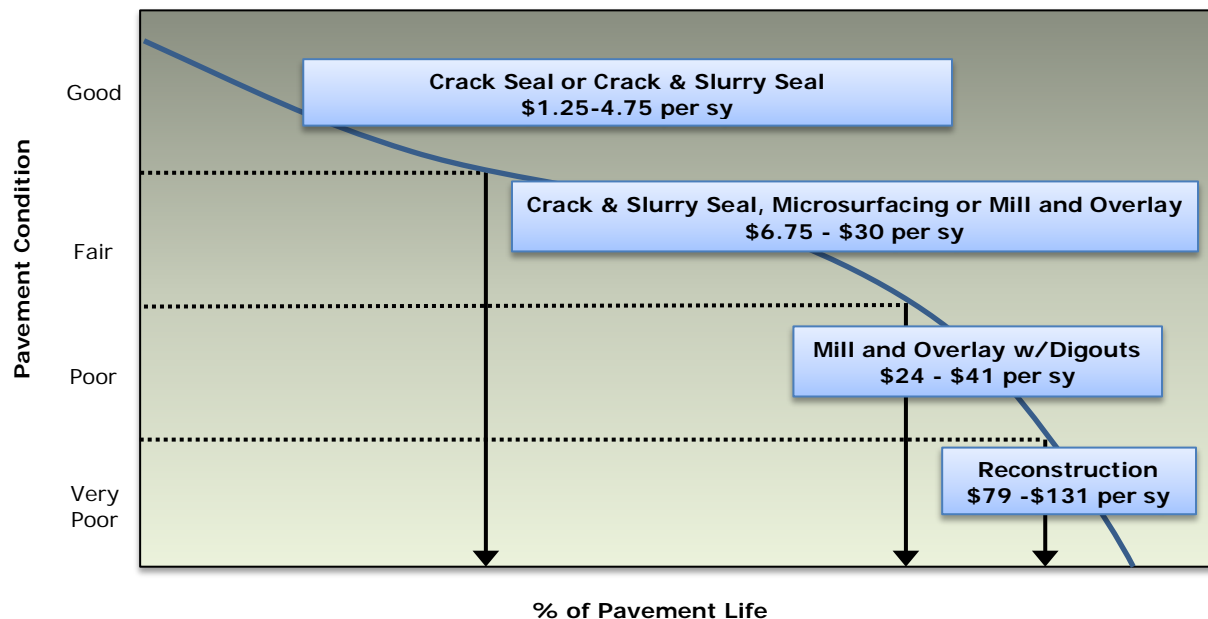 Pavement Condition
Good
Fair
Poor
Very
Poor
Crack Seal or Crack & Slurry Seal
$1.25-4.75 per sy
Crack & Slurry Seal, Microsurfacing or Mill and Overlay
$6.75 - $30 per sy
Mill and Overlay w/Digouts
$24 - $41 per sy
Reconstruction
$79 -$131 per sy
% of Pavement Life